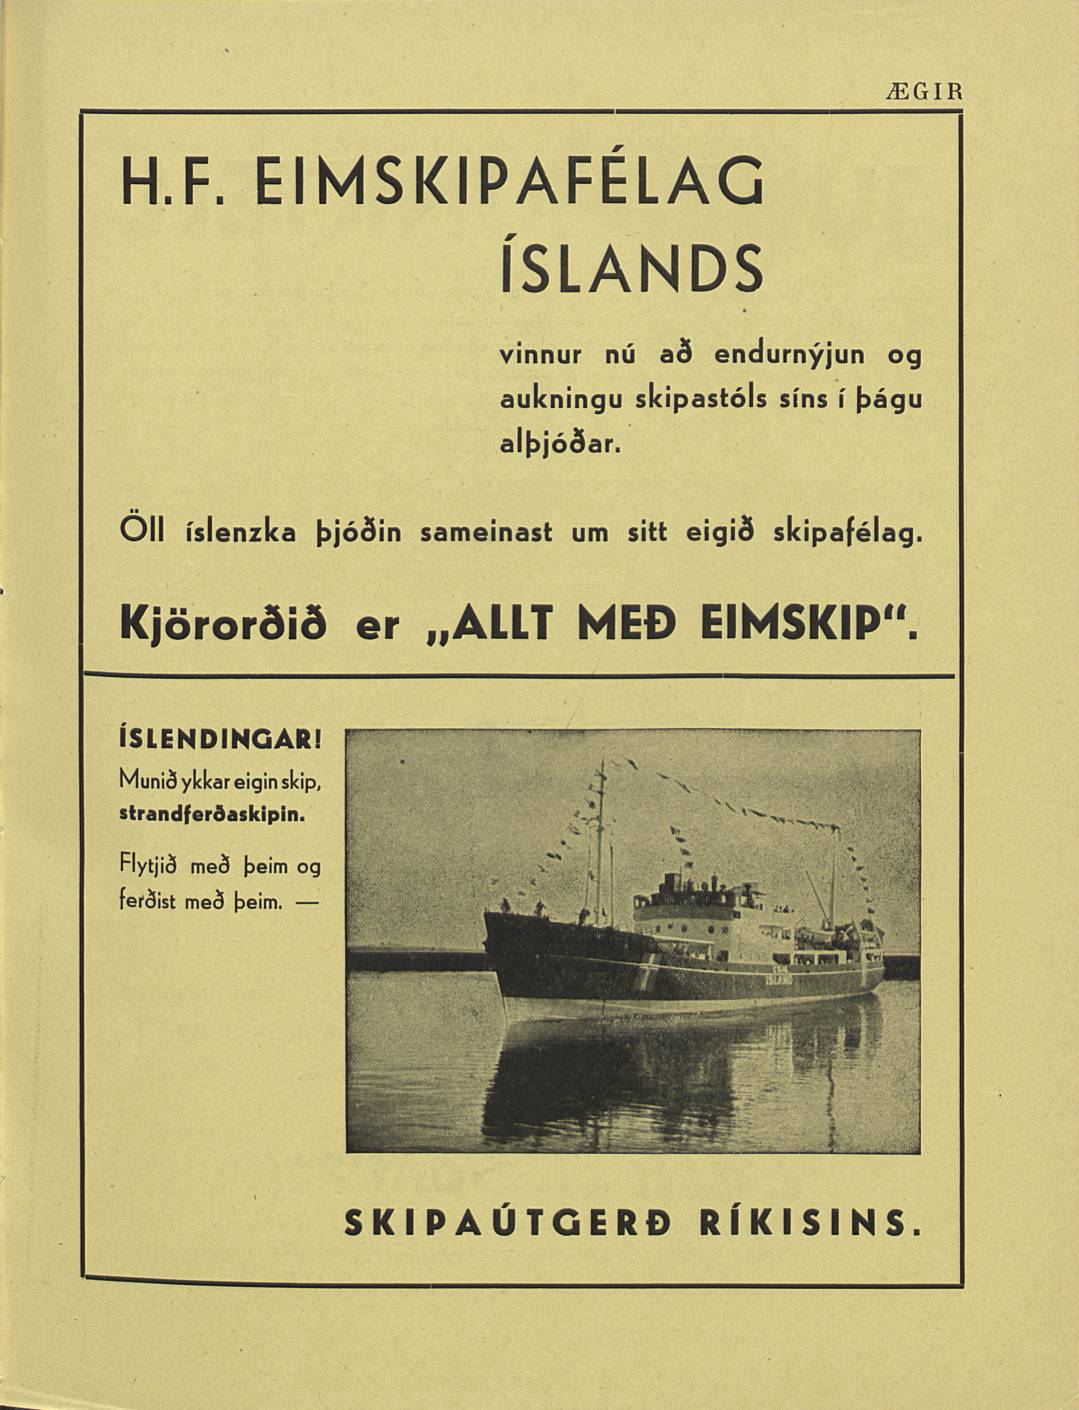 ÆGIR
H.F. EIMSKIPAFÉLAG
ÍSLANDS
vinnur nú að endurnýjun og
aukningu skipastóls síns í þágu
alþjóðar.
Öll íslenzka þjóðin sameinast um sitt eigið skipafélag.
Kjörorðið er „ALLT MEÐ EIMSKIP“.
ÍSLENDINGAR!
Munið ykkar eigin skip,
strandferðaskipin.
Flytjið með þeim og
ferðist með þeim. —
ISLAND
SKIPAÚTGERÐ RÍKISINS.